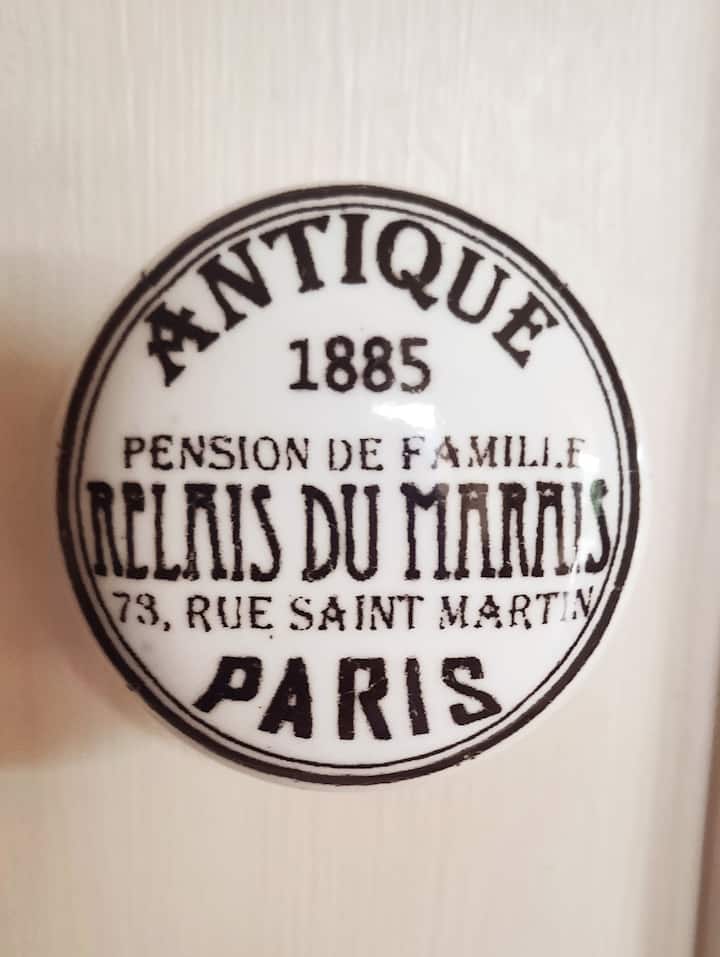 ANTIQUE
1885
PENSION DE FAMILLE
RELAIS DU MARAIS
73, RUE SAINT MARTIN
PARIS